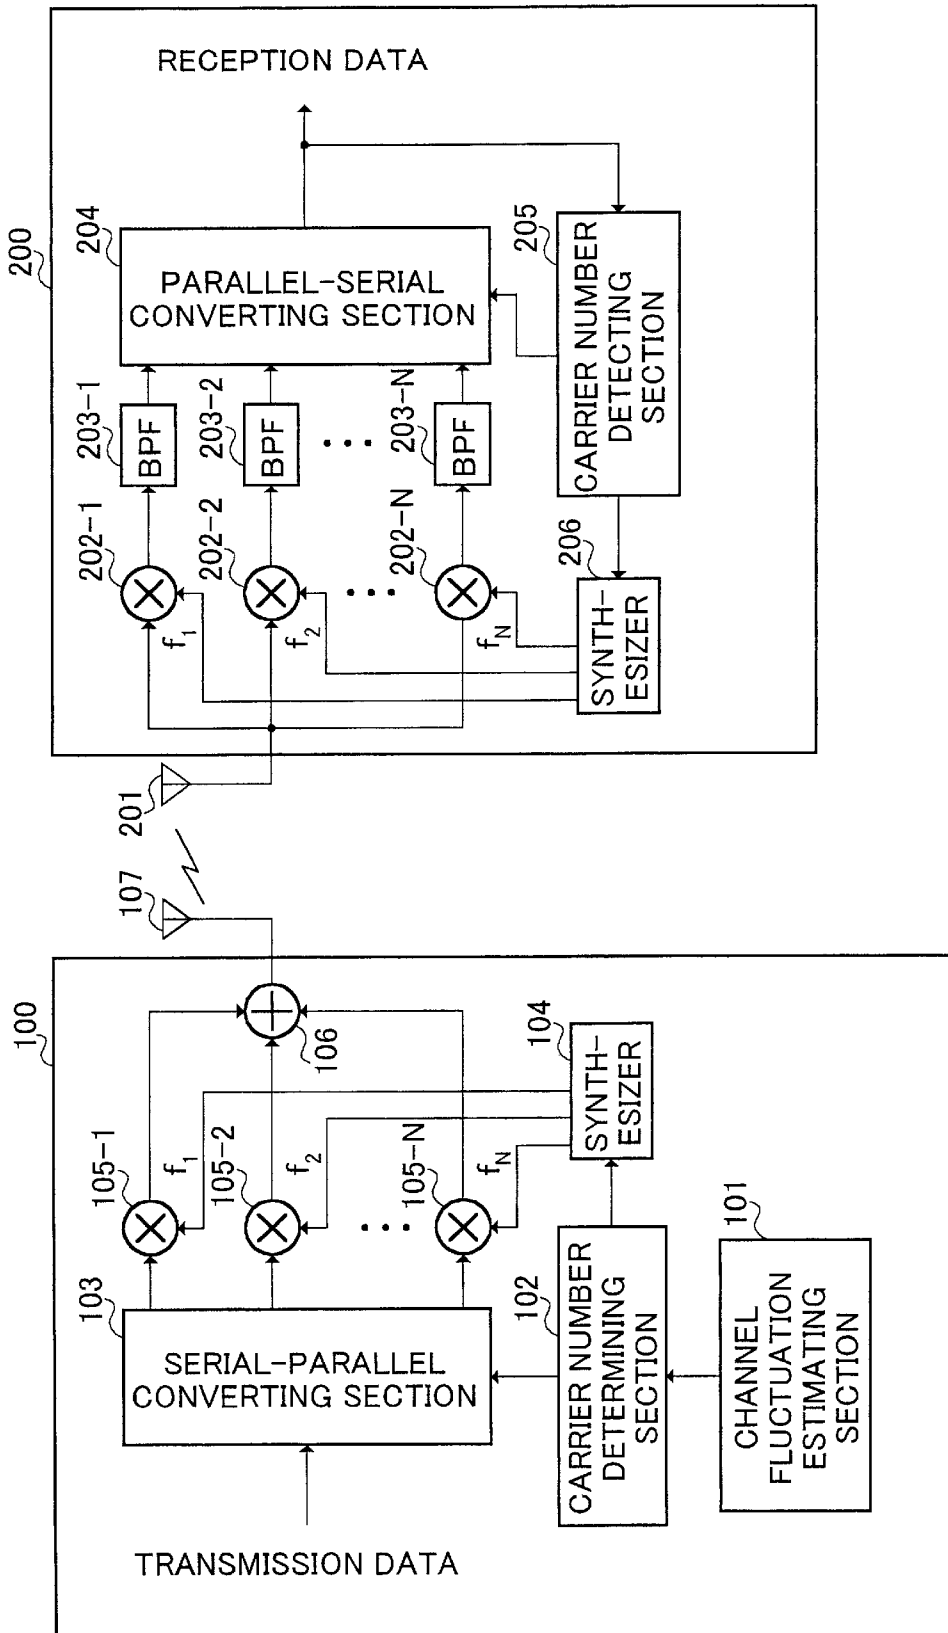 100
TRANSMISSION DATA
103
SERIAL-PARALLEL
CONVERTING SECTION
105-1
f1
105-2
f2
• • •
105-N
fN
106
107
102
CARRIER NUMBER
DETERMINING
SECTION
104
SYNTH-
ESIZER
101
CHANNEL
FLUCTUATION
ESTIMATING
SECTION
200
201
202-1
f1
202-2
f2
• • •
202-N
fN
203-1
BPF
203-2
BPF
• • •
203-N
BPF
204
PARALLEL-SERIAL
CONVERTING SECTION
RECEPTION DATA
206
SYNTH-
ESIZER
205
CARRIER NUMBER
DETECTING
SECTION